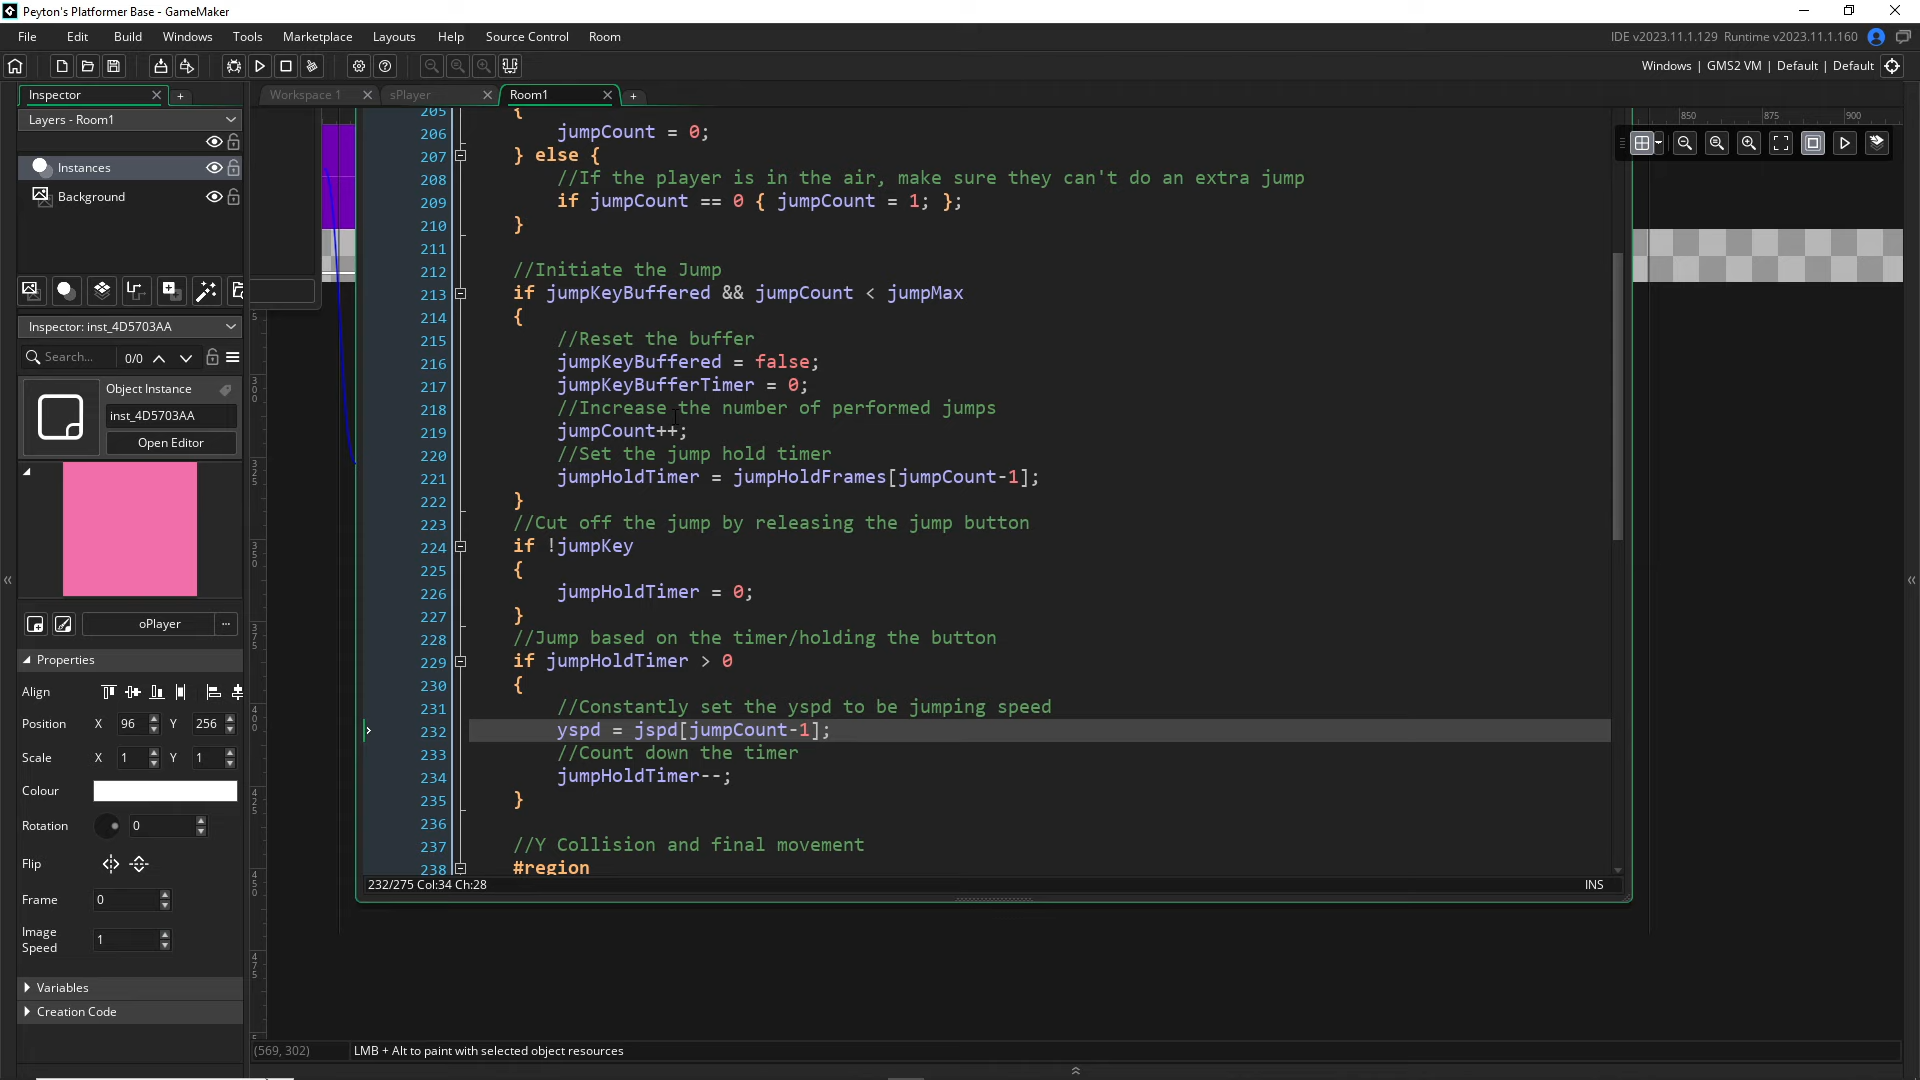 Peyton's Platformer Base - GameMaker
File Edit Build Windows Tools Marketplace Layouts Help Source Control Room
IDE v2023.11.1.129 Runtime v2023.11.1.160
Windows | GMS2 VM | Default | Default
Inspector
Workspace 1
sPlayer
Room1
Layers - Room1
Instances
Background
Inspector: inst_4D5703AA
Search...
0/0
Object Instance
inst_4D5703AA
Open Editor
oPlayer
Properties
Align
Position X 96 Y 256
Scale X 1 Y 1
Colour
Rotation 0
Flip
Frame 0
Image Speed 1
Variables
Creation Code
850 875 900
300
325
350
375
400
425
450
475
205 {
206 jumpCount = 0;
207 } else {
208 //If the player is in the air, make sure they can't do an extra jump
209 if jumpCount == 0 { jumpCount = 1; };
210 }
211
212 //Initiate the Jump
213 if jumpKeyBuffered && jumpCount < jumpMax
214 {
215 //Reset the buffer
216 jumpKeyBuffered = false;
217 jumpKeyBufferTimer = 0;
218 //Increase the number of performed jumps
219 jumpCount++;
220 //Set the jump hold timer
221 jumpHoldTimer = jumpHoldFrames[jumpCount-1];
222 }
223 //Cut off the jump by releasing the jump button
224 if !jumpKey
225 {
226 jumpHoldTimer = 0;
227 }
228 //Jump based on the timer/holding the button
229 if jumpHoldTimer > 0
230 {
231 //Constantly set the yspd to be jumping speed
232 yspd = jspd[jumpCount-1];
233 //Count down the timer
234 jumpHoldTimer--;
235 }
236
237 //Y Collision and final movement
238 #region
232/275 Col:34 Ch:28
INS
(569, 302)
LMB + Alt to paint with selected object resources